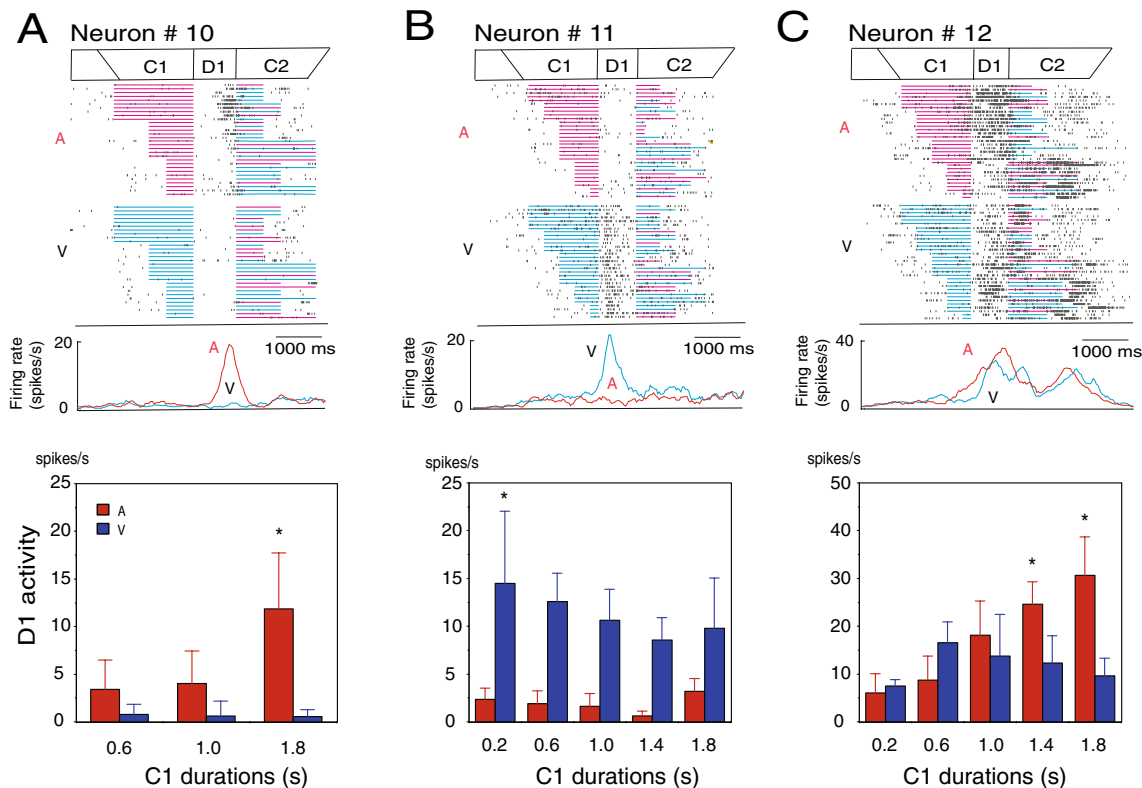 A
Neuron # 10
C1 D1 C2
A
V
1000 ms
Firing rate
(spikes/s)
20
0
A
V
spikes/s
D1 activity
25
20
15
10
5
0
A
V
*
0.6 1.0 1.8
C1 durations (s)
B
Neuron # 11
C1 D1 C2
A
V
1000 ms
Firing rate
(spikes/s)
20
0
V
A
spikes/s
25
20
15
10
5
0
*
0.2 0.6 1.0 1.4 1.8
C1 durations (s)
C
Neuron # 12
C1 D1 C2
A
V
1000 ms
Firing rate
(spikes/s)
40
0
A
V
spikes/s
50
40
30
20
10
0
*
*
0.2 0.6 1.0 1.4 1.8
C1 durations (s)